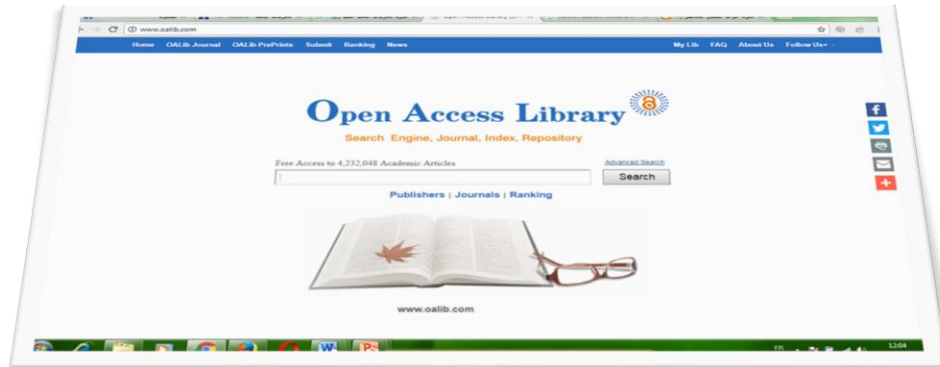 www.oalib.com
Home OALib Journal OALib PrePrints Submit Ranking News My Lib FAQ About Us Follow Us+
Open Access Library
Search Engine, Journal, Index, Repository
Free Access to 4,232,048 Academic Articles Advanced Search
Search
Publishers | Journals | Ranking
www.oalib.com
FR 12:04